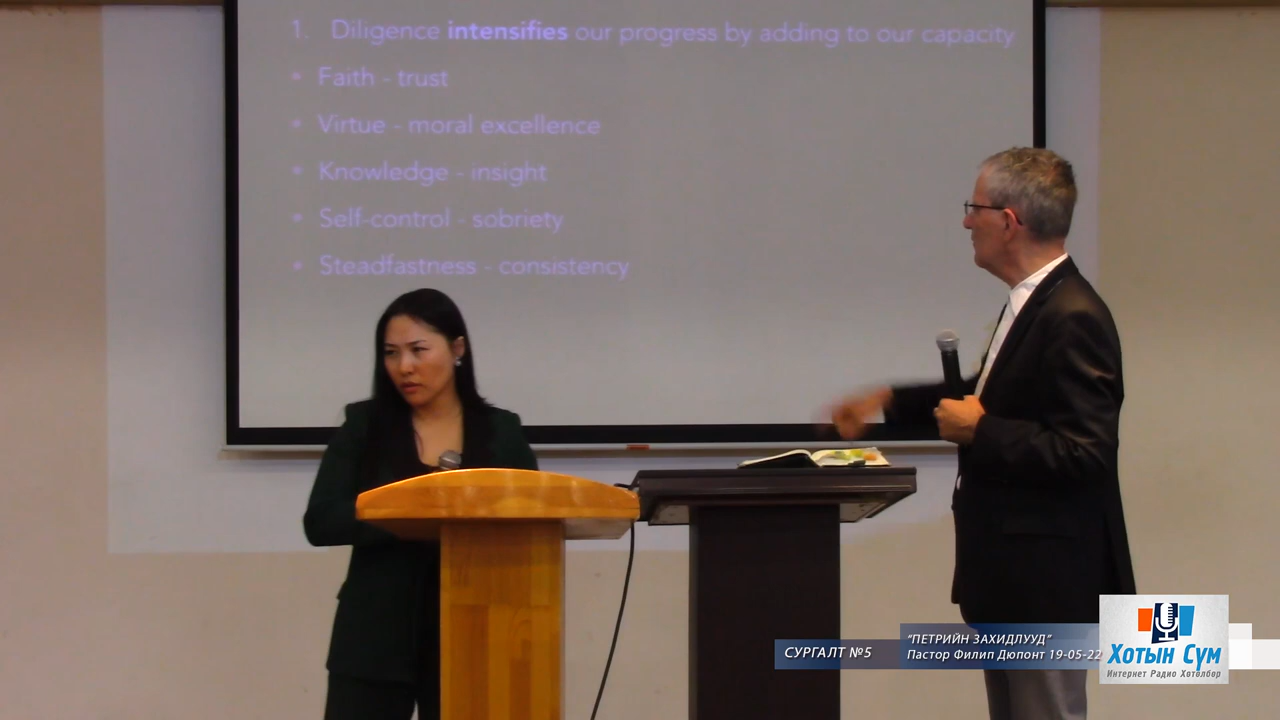 1. Diligence intensifies our progress by adding to our capacity
• Faith - trust
• Virtue - moral excellence
• Knowledge - insight
• Self-control - sobriety
• Steadfastness - consistency
СУРГАЛТ №5
"ПЕТРИЙН ЗАХИДЛУУД"
Пастор Филип Дюпонт 19-05-22
Хотын Сүм
Интернет Радио Хөтөлбөр